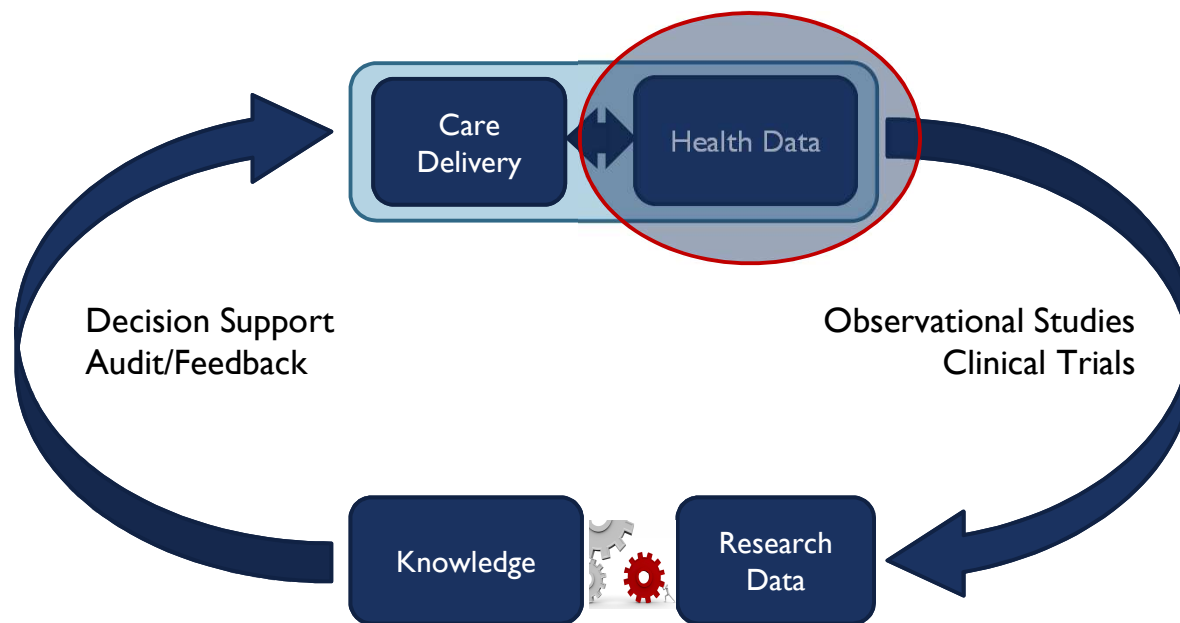 Care
Delivery
Health Data
Decision Support
Audit/Feedback
Observational Studies
Clinical Trials
Knowledge
Research
Data